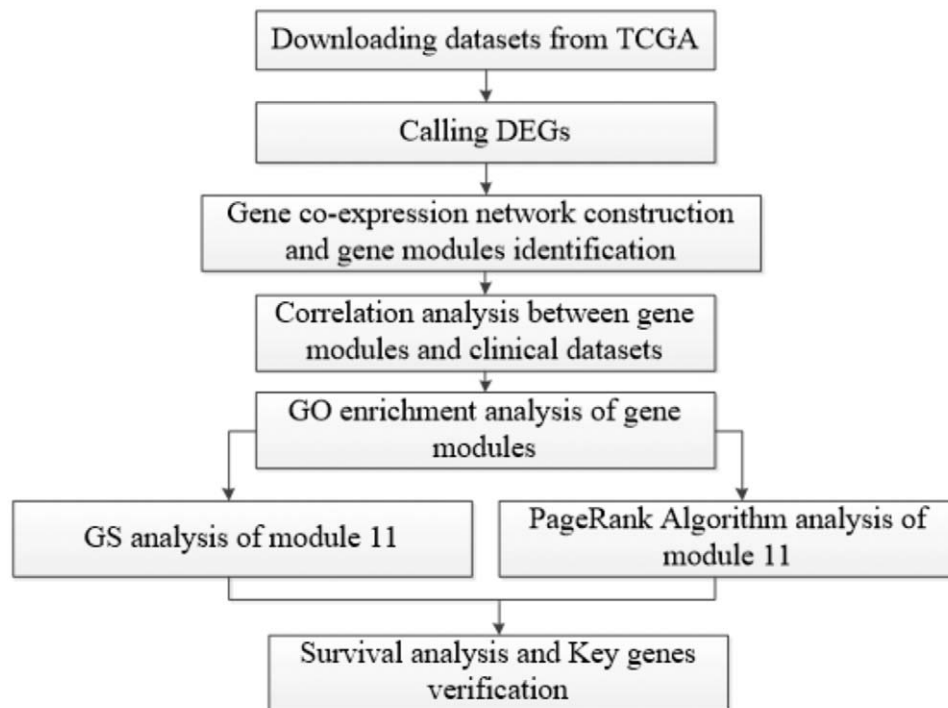 Downloading datasets from TCGA
Calling DEGs
Gene co-expression network construction
and gene modules identification
Correlation analysis between gene
modules and clinical datasets
GO enrichment analysis of gene
modules
GS analysis of module 11
PageRank Algorithm analysis of
module 11
Survival analysis and Key genes
verification